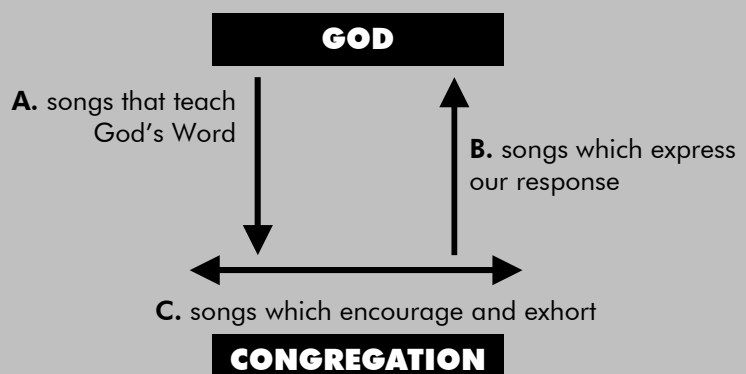 GOD
A. songs that teach
God's Word
B. songs which express
our response
C. songs which encourage and exhort
CONGREGATION